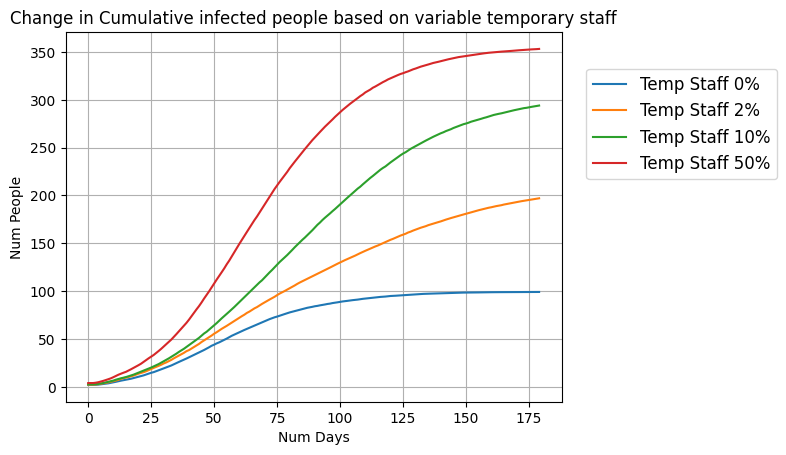 Change in Cumulative infected people based on variable temporary staff
350
300
250
200
150
100
50
0
Num People
0 25 50 75 100 125 150 175
Num Days
Temp Staff 0%
Temp Staff 2%
Temp Staff 10%
Temp Staff 50%